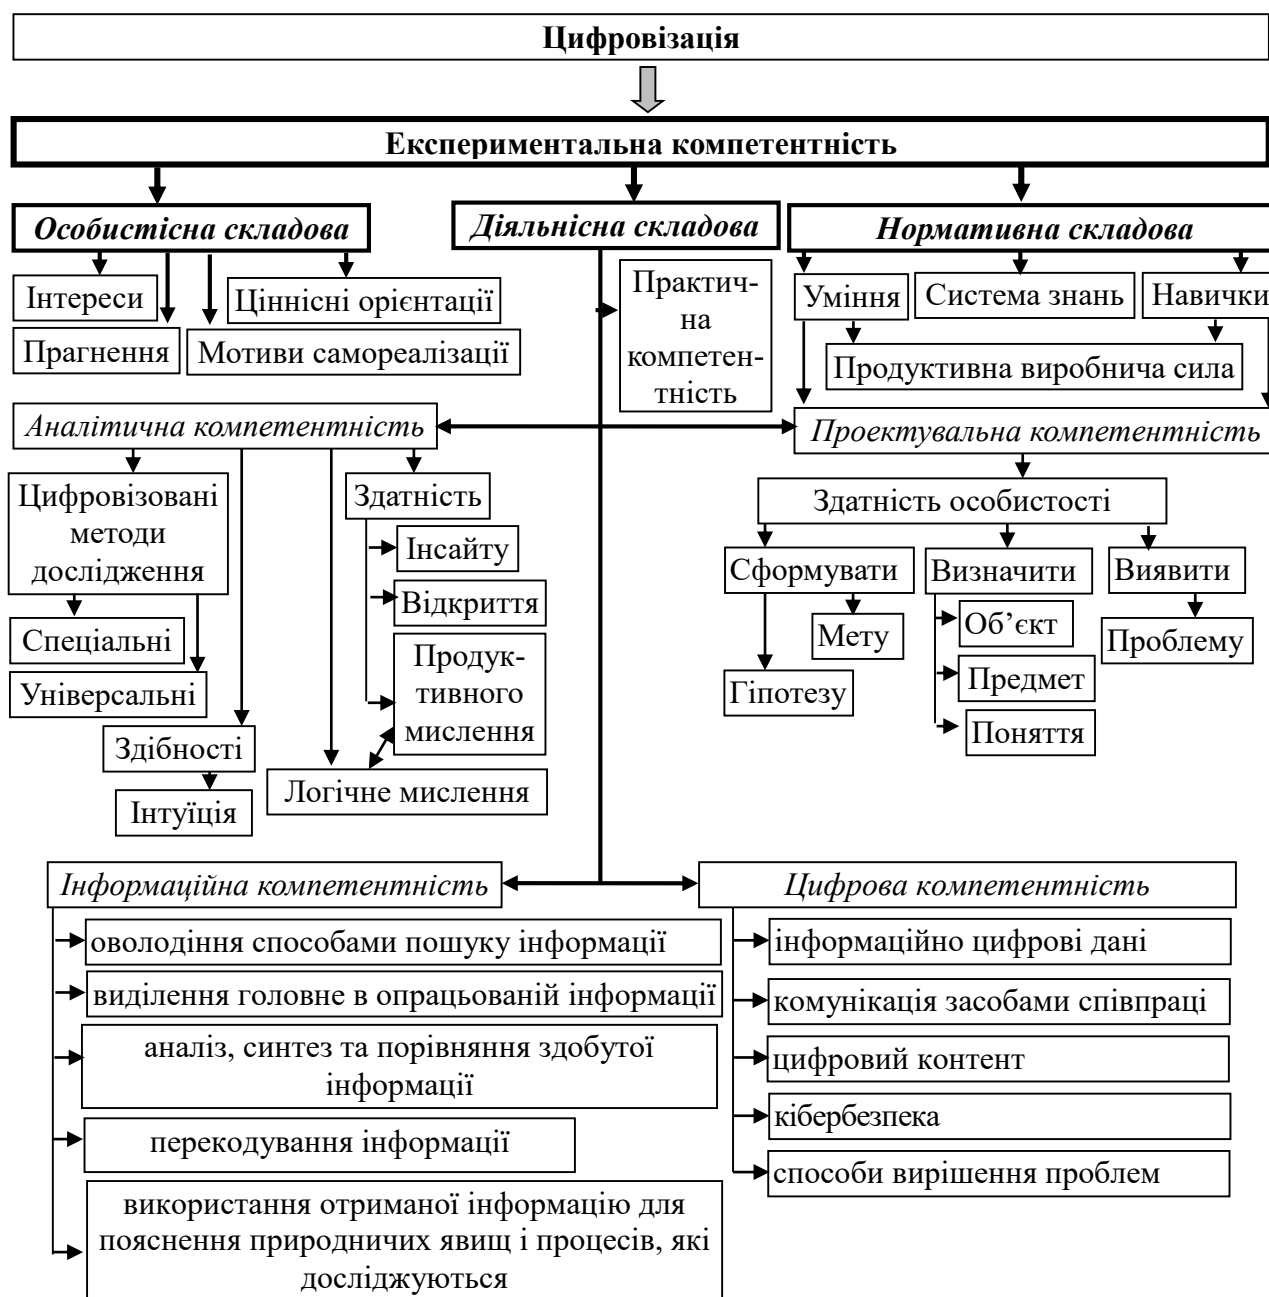 Цифровізація
Експериментальна компетентність
Особистісна складова
Діяльнісна складова
Нормативна складова
Інтереси
Ціннісні орієнтації
Прагнення
Мотиви самореалізації
Практич-
на
компетен-
тність
Уміння
Система знань
Навички
Продуктивна виробнича сила
Аналітична компетентність
Проектувальна компетентність
Цифровізовані
методи
дослідження
Спеціальні
Універсальні
Здатність
Інсайту
Відкриття
Продук-
тивного
мислення
Здібності
Інтуїція
Логічне мислення
Здатність особистості
Сформувати
Визначити
Виявити
Мету
Гіпотезу
Об’єкт
Предмет
Поняття
Проблему
Інформаційна компетентність
оволодіння способами пошуку інформації
виділення головне в опрацьованій інформації
аналіз, синтез та порівняння здобутої
інформації
перекодування інформації
використання отриманої інформацію для
пояснення природничих явищ і процесів, які
досліджуються
Цифрова компетентність
інформаційно цифрові дані
комунікація засобами співпраці
цифровий контент
кібербезпека
способи вирішення проблем